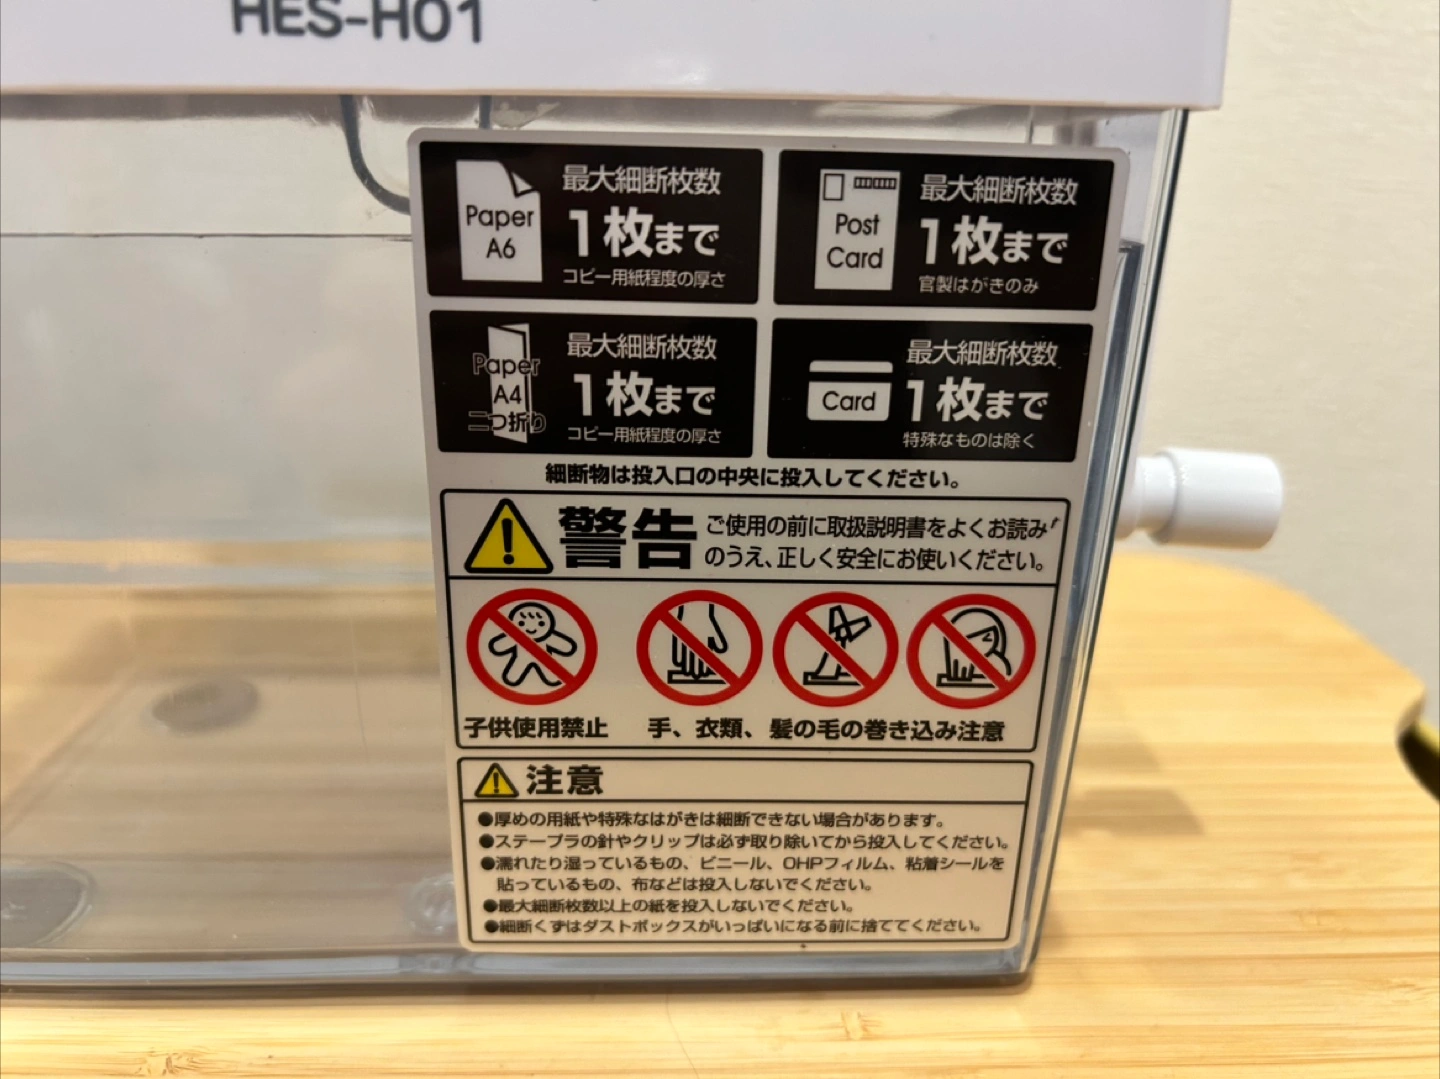 HES-H01
Paper
A6
最大細断枚数
1枚まで
コピー用紙程度の厚さ
Post
Card
最大細断枚数
1枚まで
官製はがきのみ
Paper
A4
二つ折り
最大細断枚数
1枚まで
コピー用紙程度の厚さ
Card
最大細断枚数
1枚まで
特殊なものは除く
細断物は投入口の中央に投入してください。
警告
ご使用の前に取扱説明書をよくお読み
のうえ、正しく安全にお使いください。
子供使用禁止
手、衣類、髪の毛の巻き込み注意
注意
●厚めの用紙や特殊なはがきは細断できない場合があります。
●ステープラの針やクリップは必ず取り除いてから投入してください。
●濡れたり湿っているもの、ビニール、OHPフィルム、粘着シールを
貼っているもの、布などは投入しないでください。
●最大細断枚数以上の紙を投入しないでください。
●細断くずはダストボックスがいっぱいになる前に捨ててください。